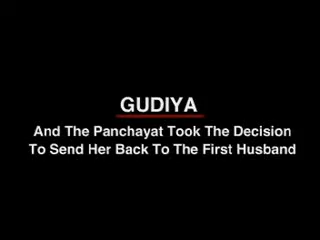 GUDIYA
And The Panchayat Took The Decision
To Send Her Back To The First Husband